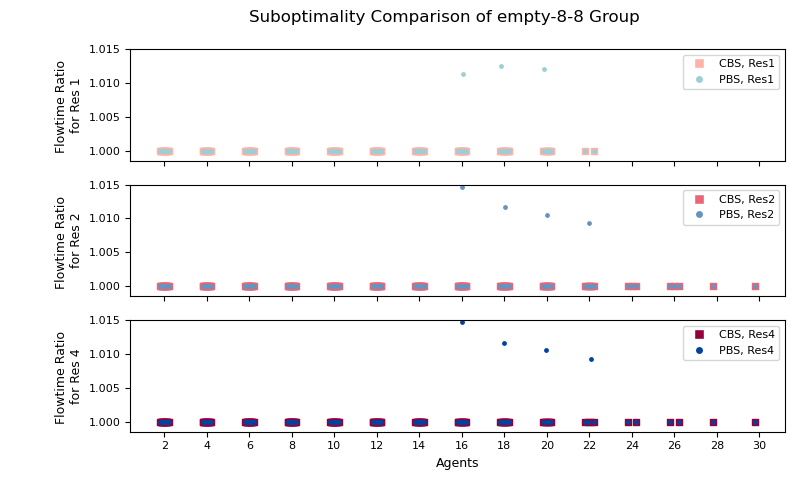 Suboptimality Comparison of empty-8-8 Group
Flowtime Ratio
for Res 1
1.015
1.010
1.005
1.000
CBS, Res1
PBS, Res1
Flowtime Ratio
for Res 2
1.015
1.010
1.005
1.000
CBS, Res2
PBS, Res2
Flowtime Ratio
for Res 4
1.015
1.010
1.005
1.000
CBS, Res4
PBS, Res4
2 4 6 8 10 12 14 16 18 20 22 24 26 28 30
Agents